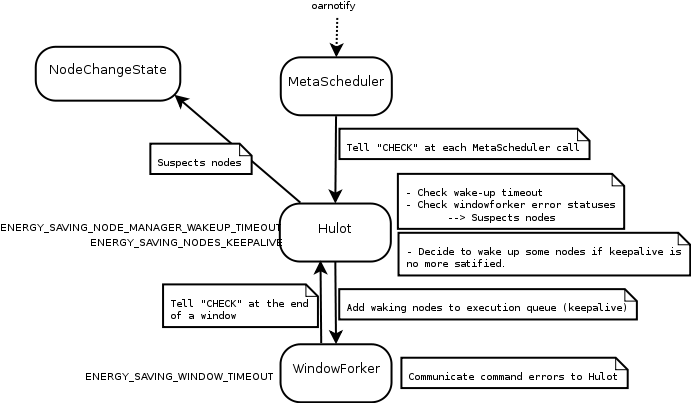 oarnotify
NodeChangeState
MetaScheduler
Tell "CHECK" at each MetaScheduler call
Suspects nodes
- Check wake-up timeout
- Check windowforker error statuses
--> Suspects nodes
ENERGY_SAVING_NODE_MANAGER_WAKEUP_TIMEOUT
ENERGY_SAVING_NODES_KEEPALIVE
Hulot
- Decide to wake up some nodes if keepalive is
no more satified.
Tell "CHECK" at the end
of a window
Add waking nodes to execution queue (keepalive)
ENERGY_SAVING_WINDOW_TIMEOUT
WindowForker
Communicate command errors to Hulot